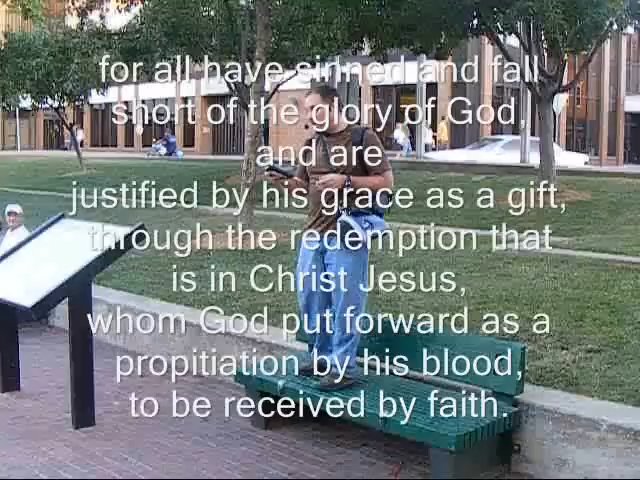 for all have sinned and fall
short of the glory of God,
and are
justified by his grace as a gift,
through the redemption that
is in Christ Jesus,
whom God put forward as a
propitiation by his blood,
to be received by faith.